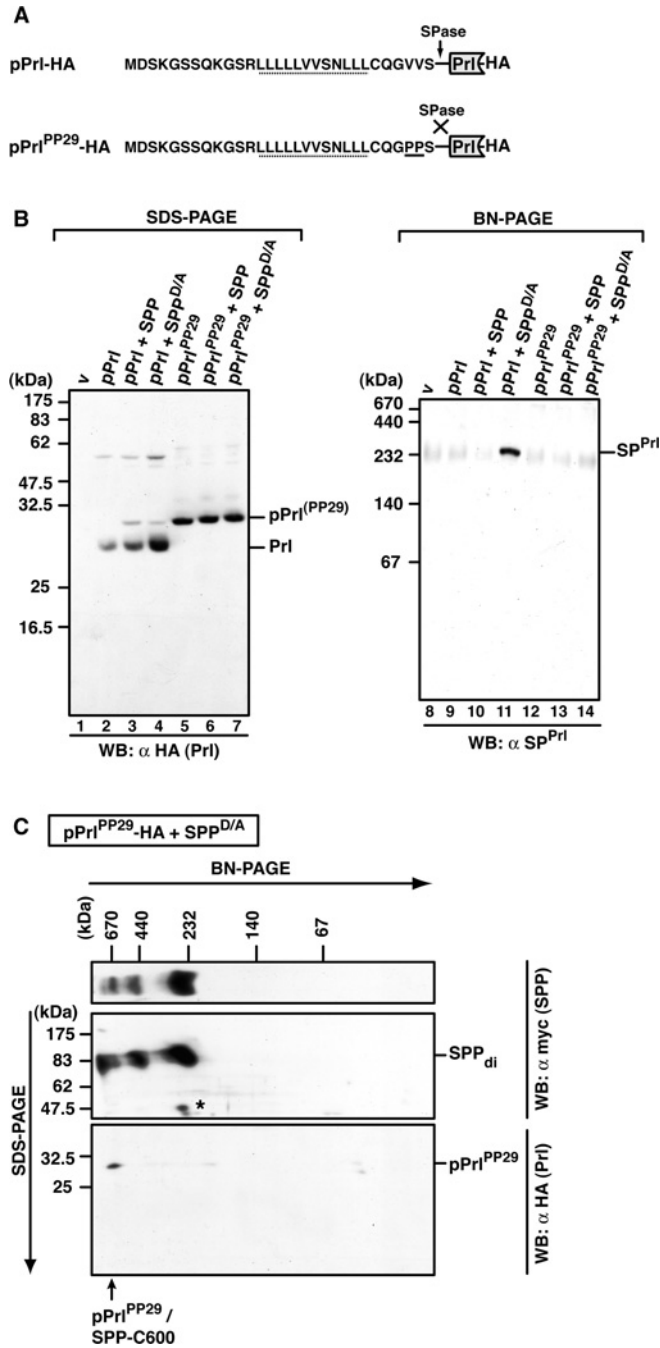 A
SPase
pPrl-HA MDSKGSSQKGSRLLLLLLVVSNLLLCQGVVS Prl HA
SPase
pPrl^PP29-HA MDSKGSSQKGSRLLLLLLVVSNLLLCQGPPS Prl HA
B
SDS-PAGE
v
pPrl
pPrl + SPP
pPrl + SPP^D/A
pPrl^PP29
pPrl^PP29 + SPP
pPrl^PP29 + SPP^D/A
(kDa)
175
83
62
47.5
32.5
25
16.5
pPrl^(PP29)
Prl
1 2 3 4 5 6 7
WB: α HA (Prl)
BN-PAGE
v
pPrl
pPrl + SPP
pPrl + SPP^D/A
pPrl^PP29
pPrl^PP29 + SPP
pPrl^PP29 + SPP^D/A
(kDa)
670
440
232
140
67
SP^Prl
8 9 10 11 12 13 14
WB: α SP^Prl
C
pPrl^PP29-HA + SPP^D/A
BN-PAGE
(kDa)
670 440 232 140 67
SDS-PAGE
(kDa)
175
83
62
47.5
*
SPP_di
WB: α myc (SPP)
32.5
25
pPrl^PP29
WB: α HA (Prl)
pPrl^PP29 /
SPP-C600